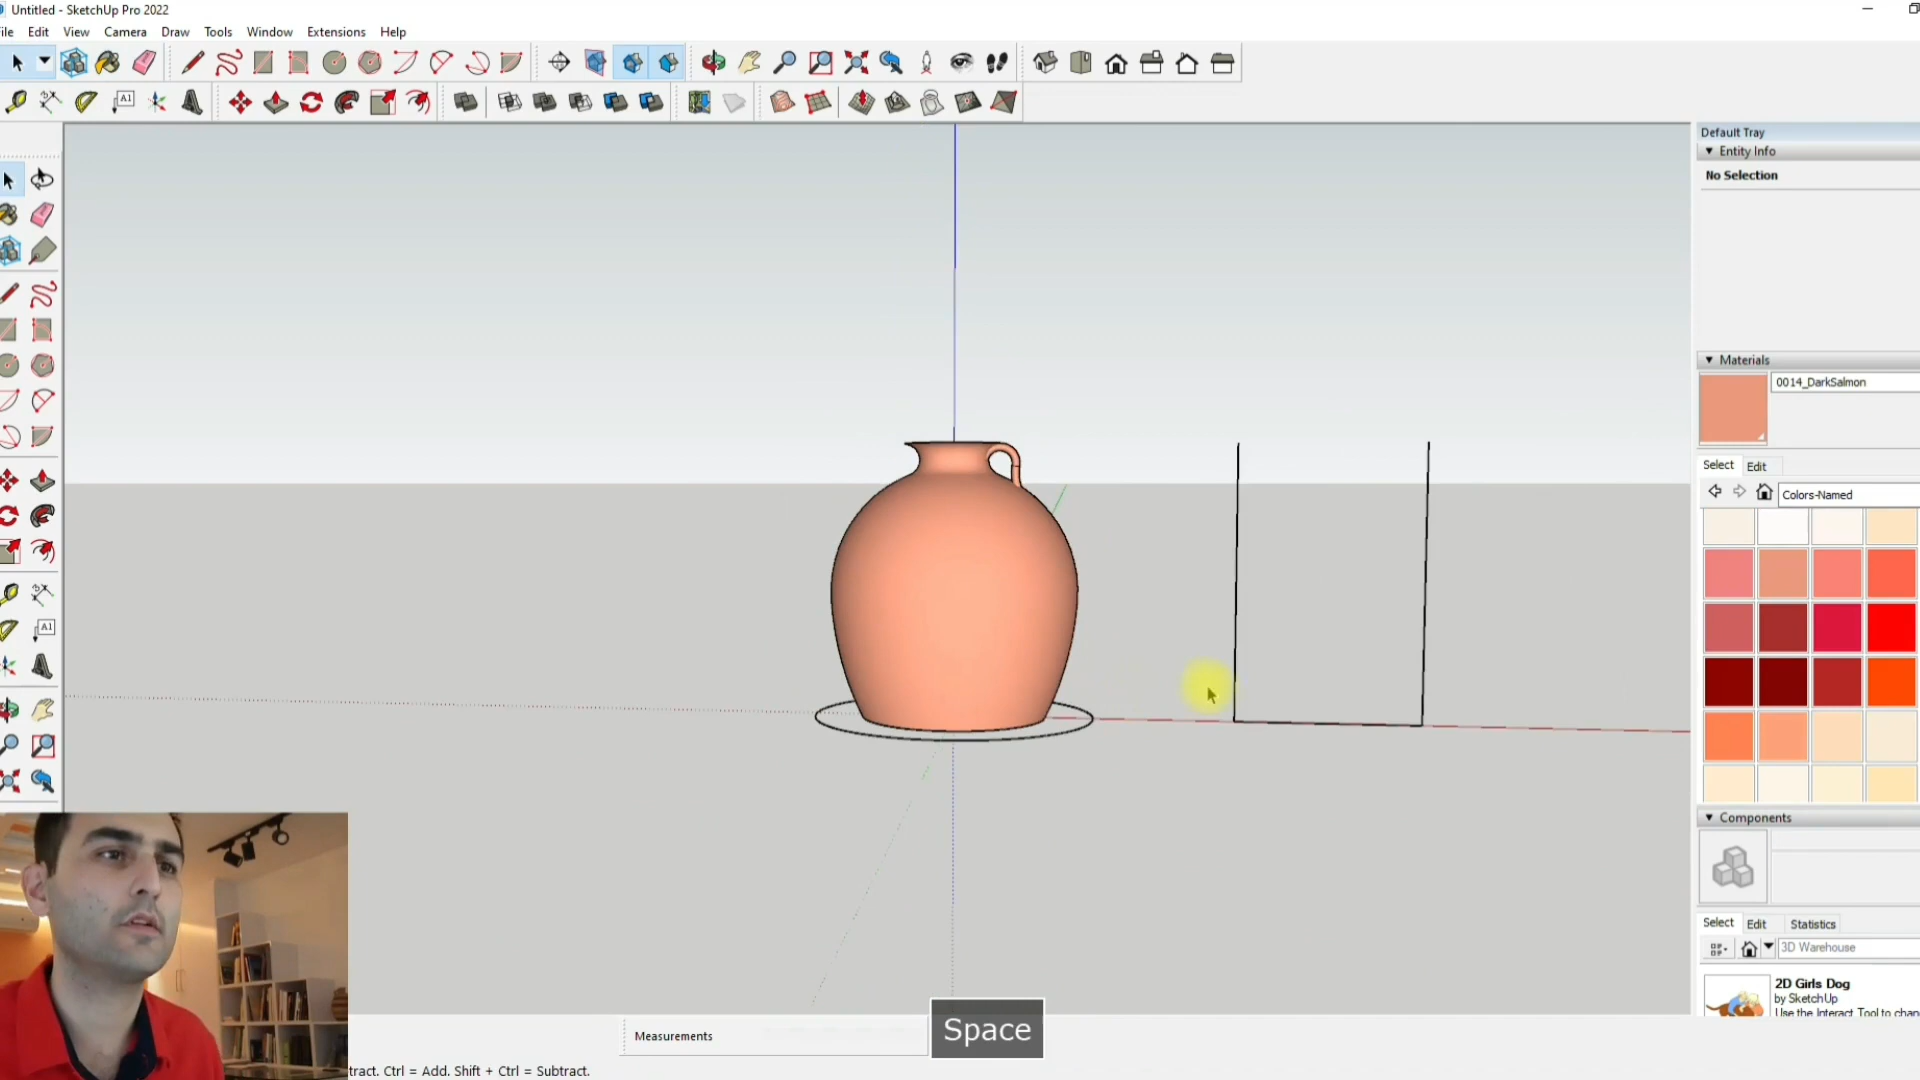 Untitled - SketchUp Pro 2022
ile Edit View Camera Draw Tools Window Extensions Help
A1
Default Tray
Entity Info
No Selection
Materials
0014_DarkSalmon
Select Edit
Colors-Named
A1
Components
Select Edit Statistics
3D Warehouse
2D Girls Dog
by SketchUp
Use the Interact Tool to chan
Measurements
Space
tract. Ctrl = Add. Shift + Ctrl = Subtract.